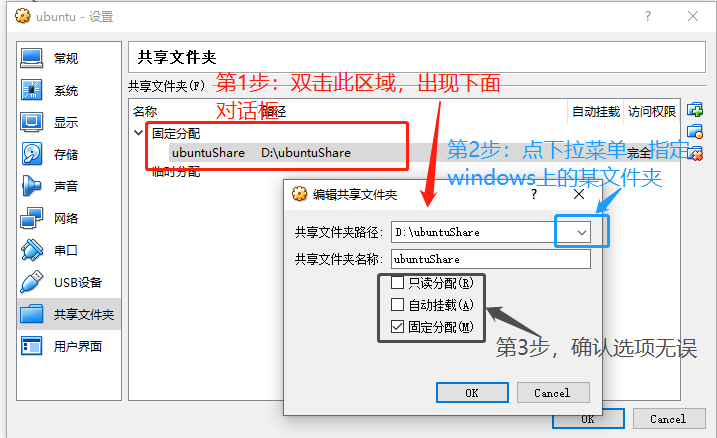 ubuntu - 设置
常规
系统
显示
存储
声音
网络
串口
USB设备
共享文件夹
用户界面
共享文件夹
共享文件夹(F)
第1步：双击此区域，出现下面
对话框
名称
路径
自动挂载
访问权限
固定分配
ubuntuShare
D:\ubuntuShare
完全
临时分配
第2步：点下拉菜单，指定
windows上的某文件夹
编辑共享文件夹
共享文件夹路径:
D:\ubuntuShare
共享文件夹名称:
ubuntuShare
只读分配(R)
自动挂载(A)
固定分配(M)
第3步，确认选项无误
OK
Cancel
OK
Cancel